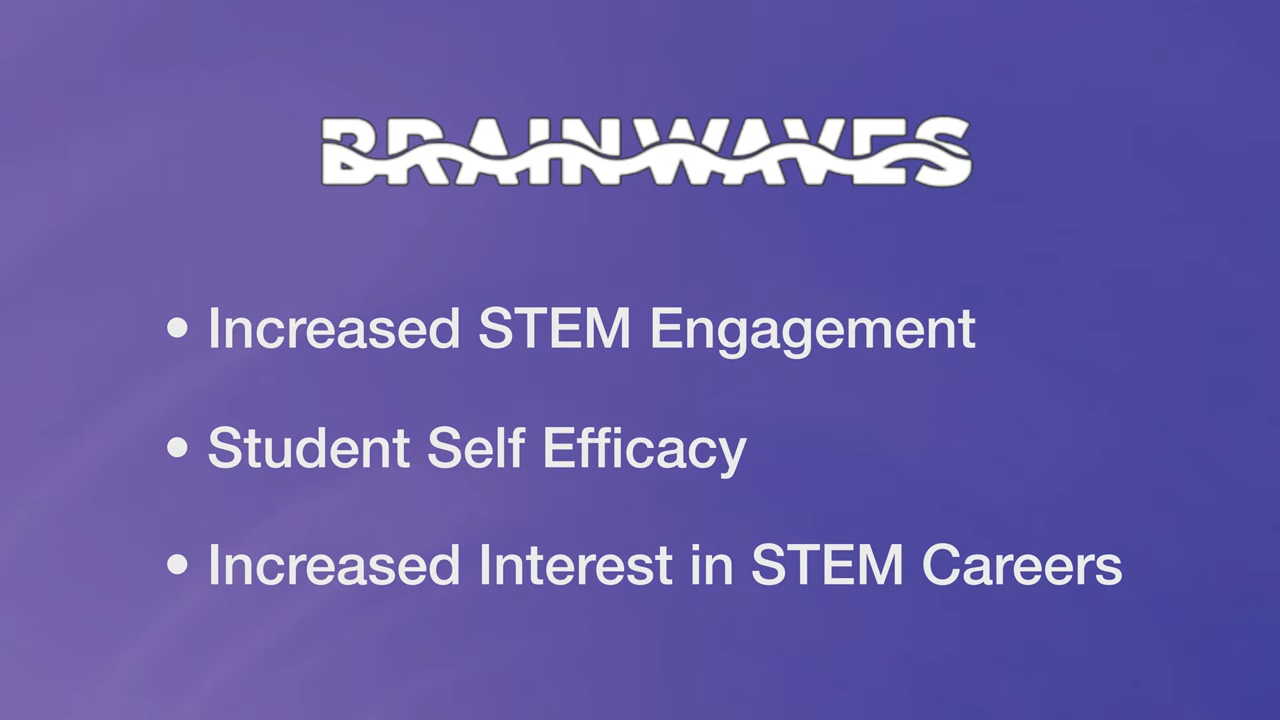 BRAINWAVES
• Increased STEM Engagement
• Student Self Efficacy
• Increased Interest in STEM Careers